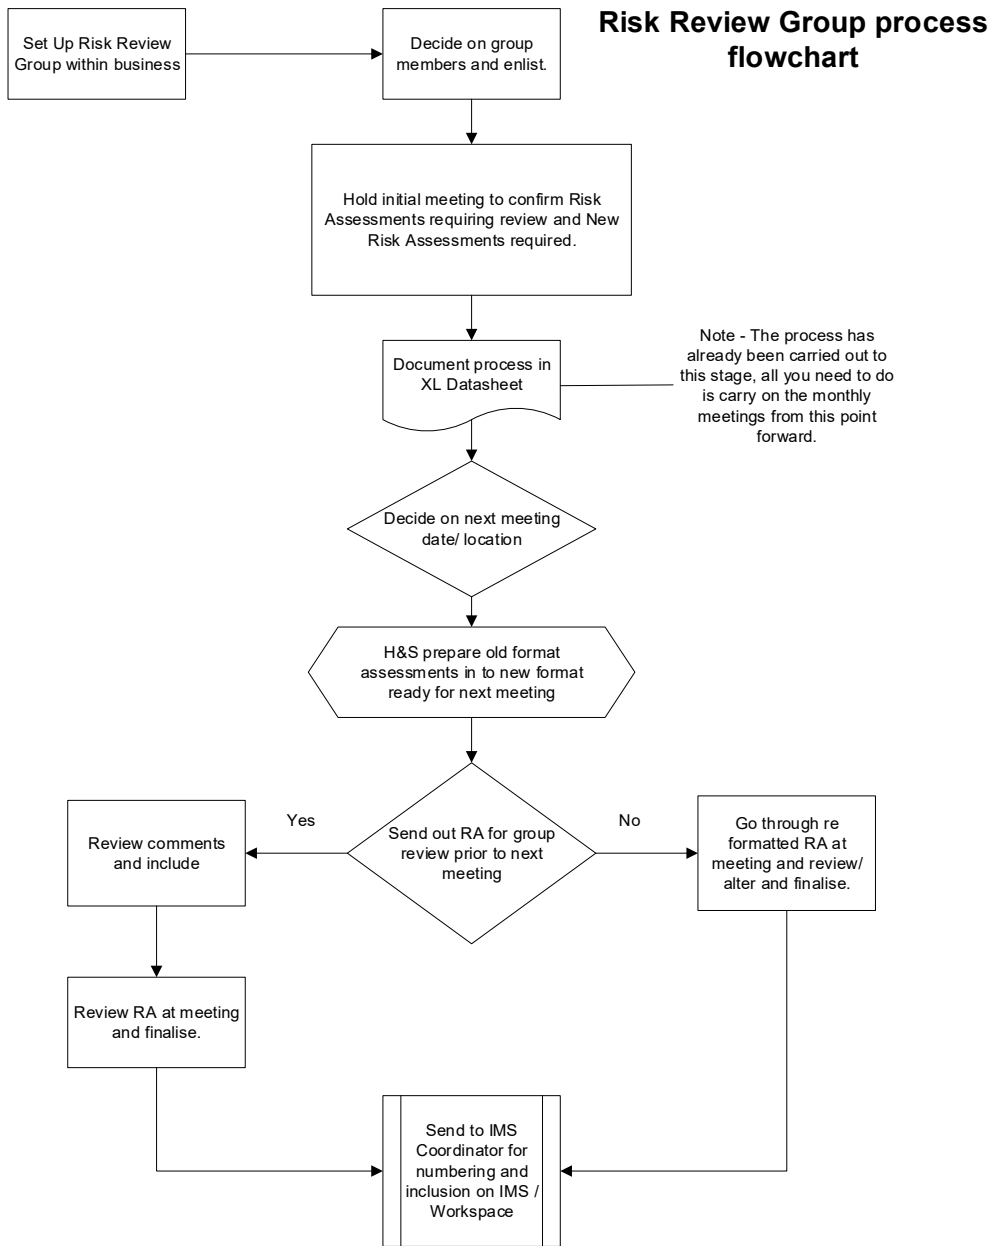 Risk Review Group process
flowchart
Set Up Risk Review
Group within business
Decide on group
members and enlist.
Hold initial meeting to confirm Risk
Assessments requiring review and New
Risk Assessments required.
Document process in
XL Datasheet
Note - The process has
already been carried out to
this stage, all you need to do
is carry on the monthly
meetings from this point
forward.
Decide on next meeting
date/ location
H&S prepare old format
assessments in to new format
ready for next meeting
Send out RA for group
review prior to next
meeting
Yes
No
Review comments
and include
Go through re
formatted RA at
meeting and review/
alter and finalise.
Review RA at meeting
and finalise.
Send to IMS
Coordinator for
numbering and
inclusion on IMS /
Workspace